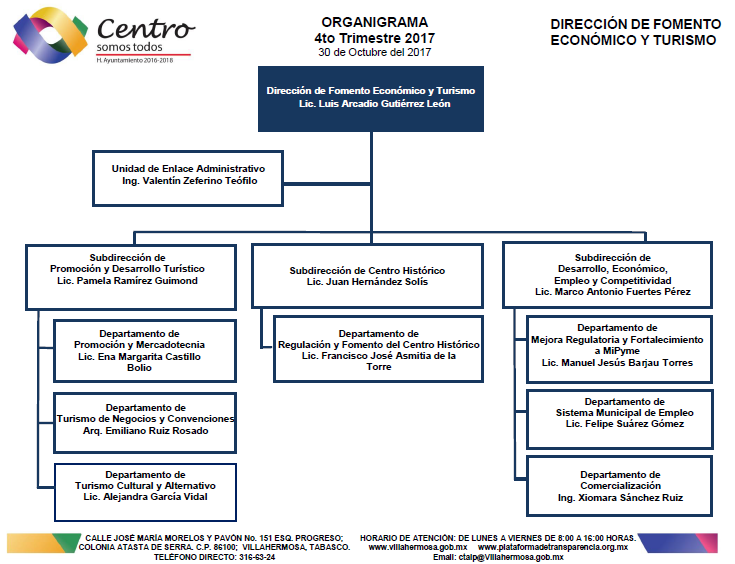 Centro
somos todos
H. Ayuntamiento 2016-2018
ORGANIGRAMA
4to Trimestre 2017
30 de Octubre del 2017
DIRECCIÓN DE FOMENTO
ECONÓMICO Y TURISMO
Dirección de Fomento Económico y Turismo
Lic. Luis Arcadio Gutiérrez León
Unidad de Enlace Administrativo
Ing. Valentín Zeferino Teófilo
Subdirección de
Promoción y Desarrollo Turístico
Lic. Pamela Ramírez Guimond
Subdirección de Centro Histórico
Lic. Juan Hernández Solís
Subdirección de
Desarrollo, Económico,
Empleo y Competitividad
Lic. Marco Antonio Fuertes Pérez
Departamento de
Promoción y Mercadotecnia
Lic. Ena Margarita Castillo
Bolio
Departamento de
Regulación y Fomento del Centro Histórico
Lic. Francisco José Asmitia de la
Torre
Departamento de
Mejora Regulatoria y Fortalecimiento
a MiPyme
Lic. Manuel Jesús Barjau Torres
Departamento de
Turismo de Negocios y Convenciones
Arq. Emiliano Ruiz Rosado
Departamento de
Sistema Municipal de Empleo
Lic. Felipe Suárez Gómez
Departamento de
Turismo Cultural y Alternativo
Lic. Alejandra García Vidal
Departamento de
Comercialización
Ing. Xiomara Sánchez Ruiz
CALLE JOSÉ MARÍA MORELOS Y PAVÓN No. 151 ESQ. PROGRESO;
COLONIA ATASTA DE SERRA. C.P. 86100; VILLAHERMOSA, TABASCO.
TELÉFONO DIRECTO: 316-63-24
HORARIO DE ATENCIÓN: DE LUNES A VIERNES DE 8:00 A 16:00 HORAS.
www.villahermosa.gob.mx www.plataformadetransparencia.org.mx
Email: ctaip@villahermosa.gob.mx